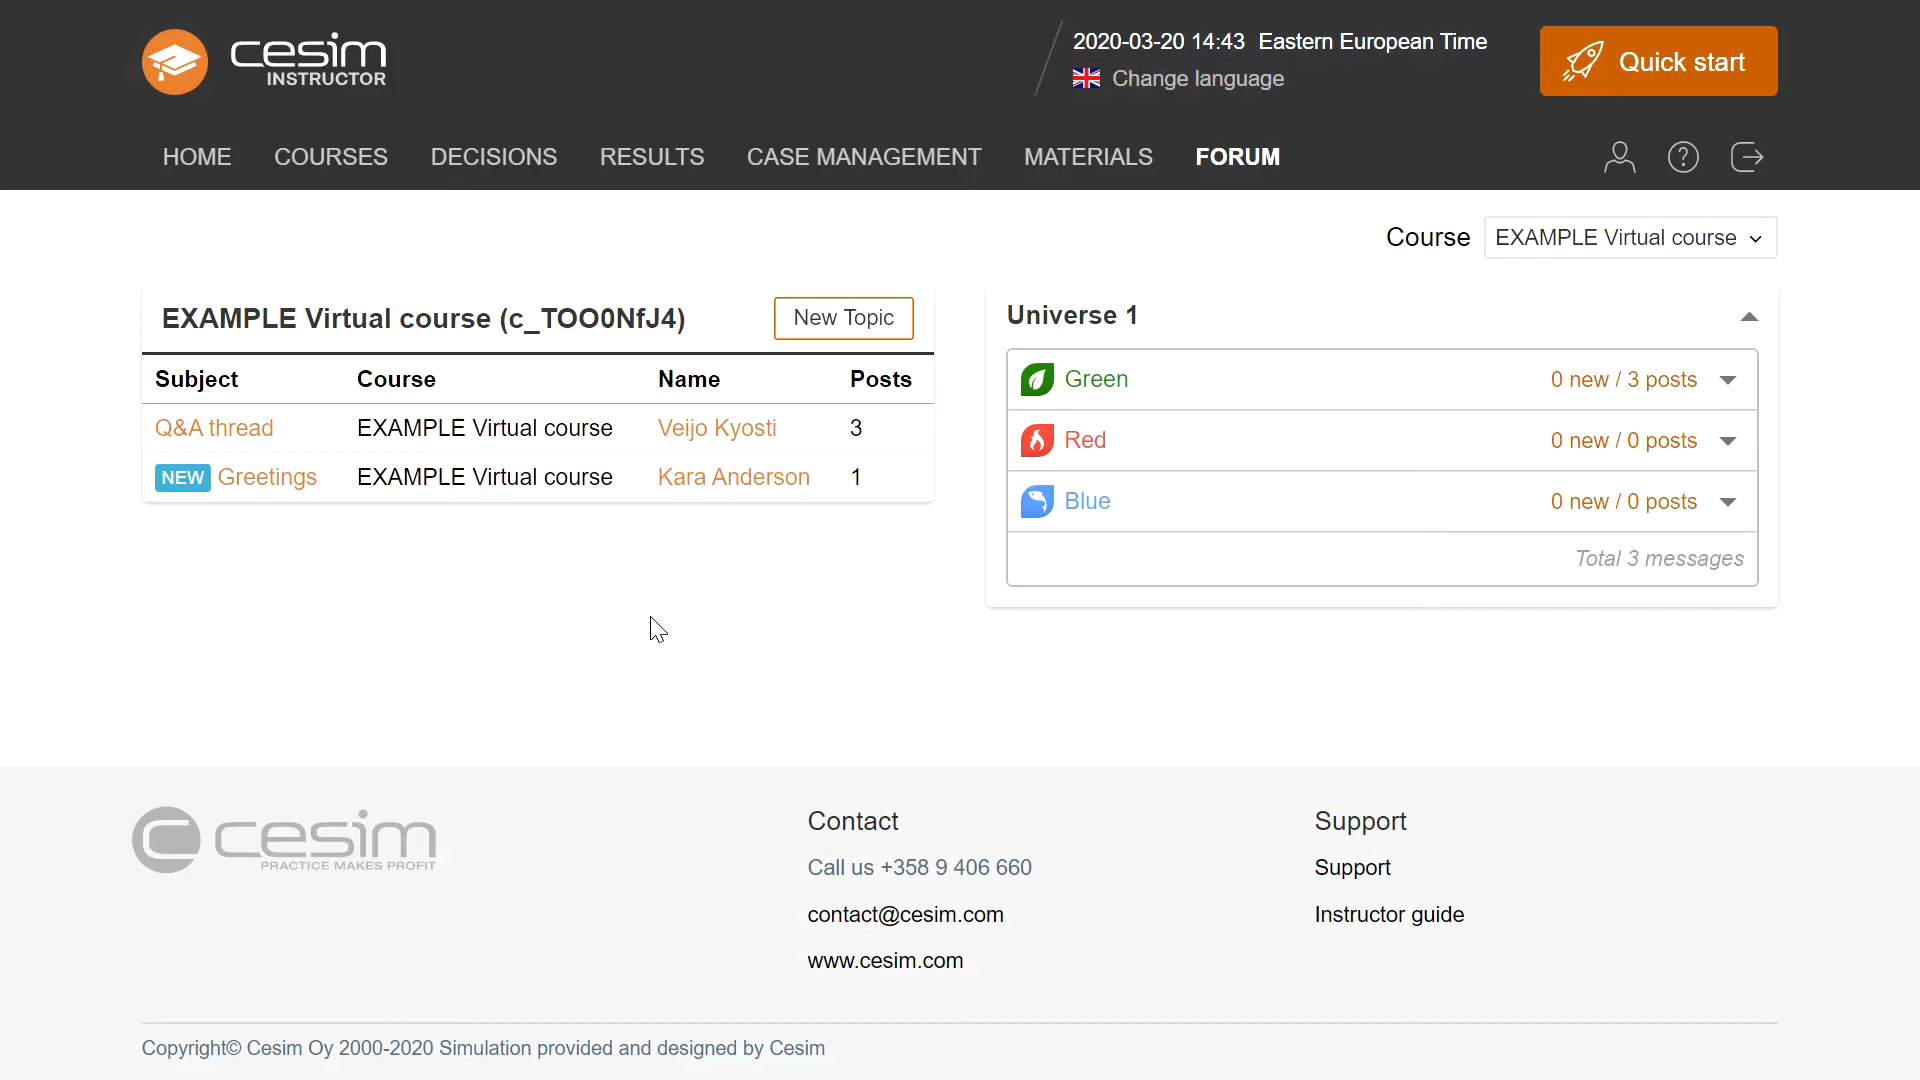 cesim
INSTRUCTOR
2020-03-20 14:43 Eastern European Time
Change language
Quick start
HOME COURSES DECISIONS RESULTS CASE MANAGEMENT MATERIALS FORUM
Course EXAMPLE Virtual course
EXAMPLE Virtual course (c_TOO0NfJ4)
New Topic
Subject Course Name Posts
Q&A thread EXAMPLE Virtual course Veijo Kyosti 3
NEW Greetings EXAMPLE Virtual course Kara Anderson 1
Universe 1
Green 0 new / 3 posts
Red 0 new / 0 posts
Blue 0 new / 0 posts
Total 3 messages
cesim
PRACTICE MAKES PROFIT
Contact
Call us +358 9 406 660
contact@cesim.com
www.cesim.com
Support
Support
Instructor guide
Copyright© Cesim Oy 2000-2020 Simulation provided and designed by Cesim